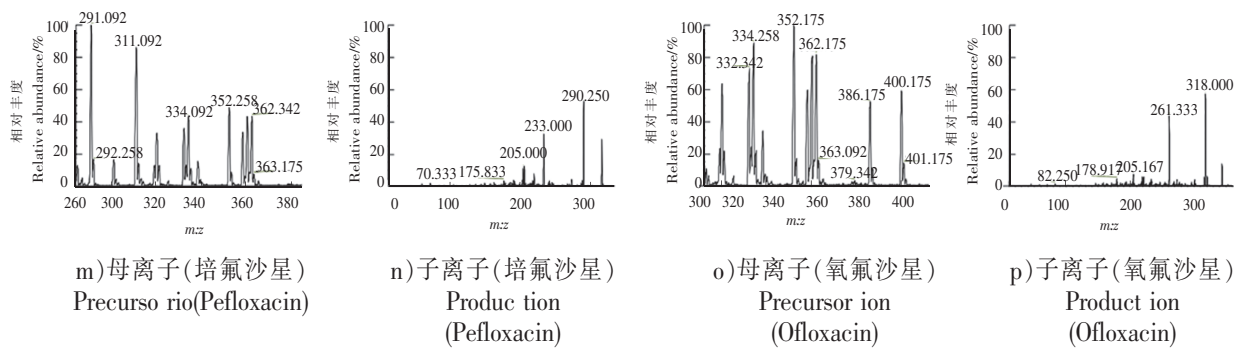 291.092
311.092
334.092
352.258
362.342
292.258
363.175
100
80
60
40
20
0
相对丰度
Relative abundance/%
260
300
320
340
360
380
m:z
290.250
233.000
205.000
175.833
70.333
100
80
60
40
20
相对丰度
Relative abundance/%
0
100
200
300
m:z
352.175
334.258
362.175
332.342
400.175
386.175
363.092
379.342
401.175
100
80
60
40
20
0
相对丰度
Relative abundance/%
300
320
340
360
380
400
m:z
318.000
261.333
178.917
205.167
82.250
100
80
60
40
20
相对丰度
Relative abundance/%
0
100
200
300
m:z
m)母离子(培氟沙星)
Precurso rio(Pefloxacin)
n)子离子(培氟沙星)
Produc tion
(Pefloxacin)
o)母离子(氧氟沙星)
Precursor ion
(Ofloxacin)
p)子离子(氧氟沙星)
Product ion
(Ofloxacin)